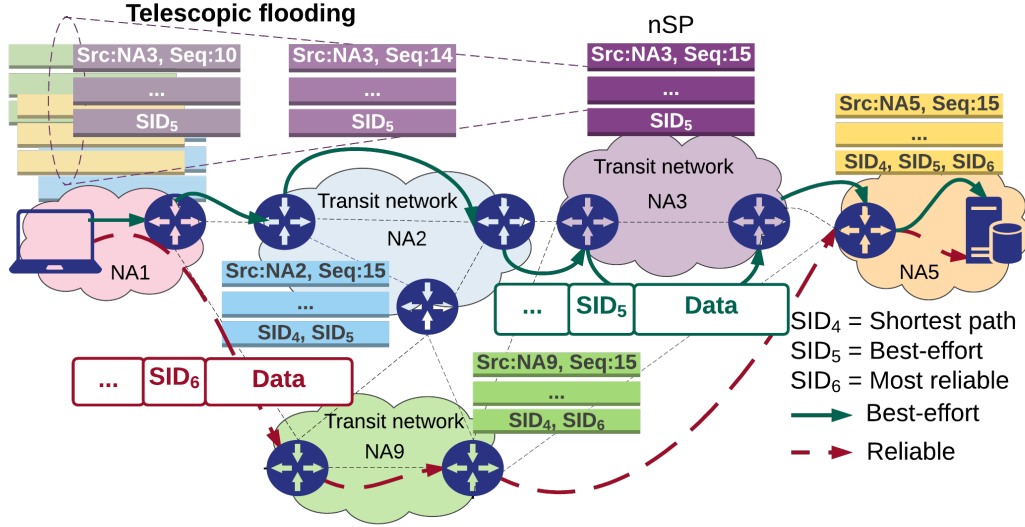 Telescopic flooding
nSP
Src:NA3, Seq:10
...
SID₅
Src:NA3, Seq:14
...
SID₅
Src:NA3, Seq:15
...
SID₅
Src:NA5, Seq:15
...
SID₄, SID₅, SID₆
Transit network
NA2
Transit network
NA3
NA1
NA5
Src:NA2, Seq:15
...
SID₄, SID₅
... SID₅ Data
SID₄ = Shortest path
SID₅ = Best-effort
SID₆ = Most reliable
Best-effort
Reliable
... SID₆ Data
Src:NA9, Seq:15
...
SID₄, SID₆
Transit network
NA9